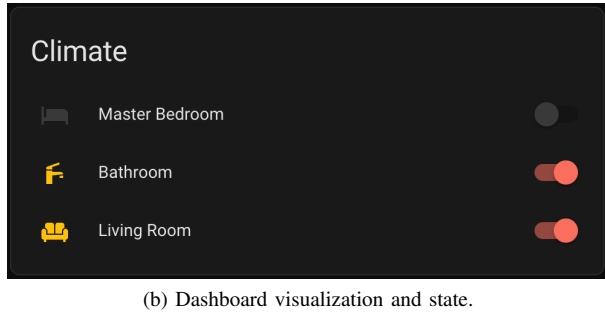 Climate
Master Bedroom
Bathroom
Living Room
(b) Dashboard visualization and state.